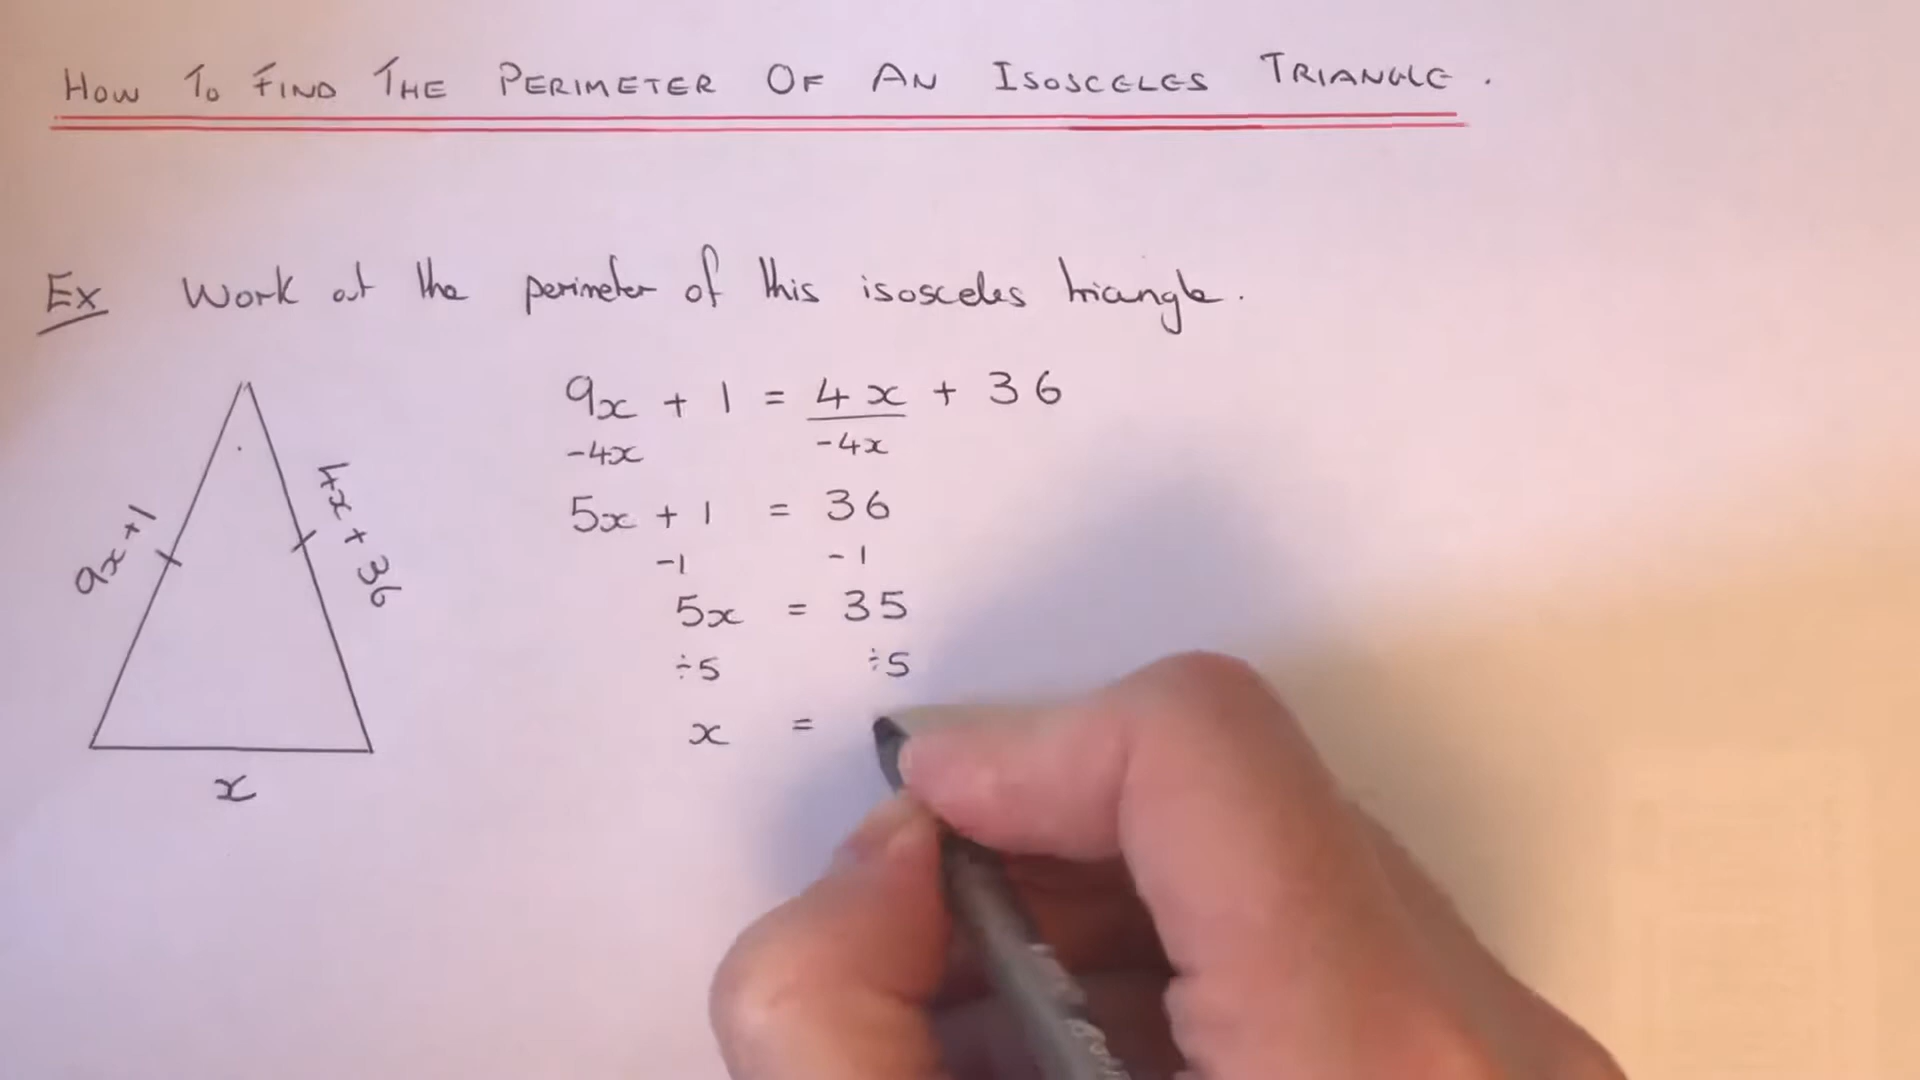 HOW TO FIND THE PERIMETER OF AN ISOSCELES TRIANGLE.
Ex Work out the perimeter of this isosceles triangle.
9x + 1
4x + 36
x
9x + 1 = 4x + 36
-4x -4x
5x + 1 = 36
-1 -1
5x = 35
÷5 ÷5
x =